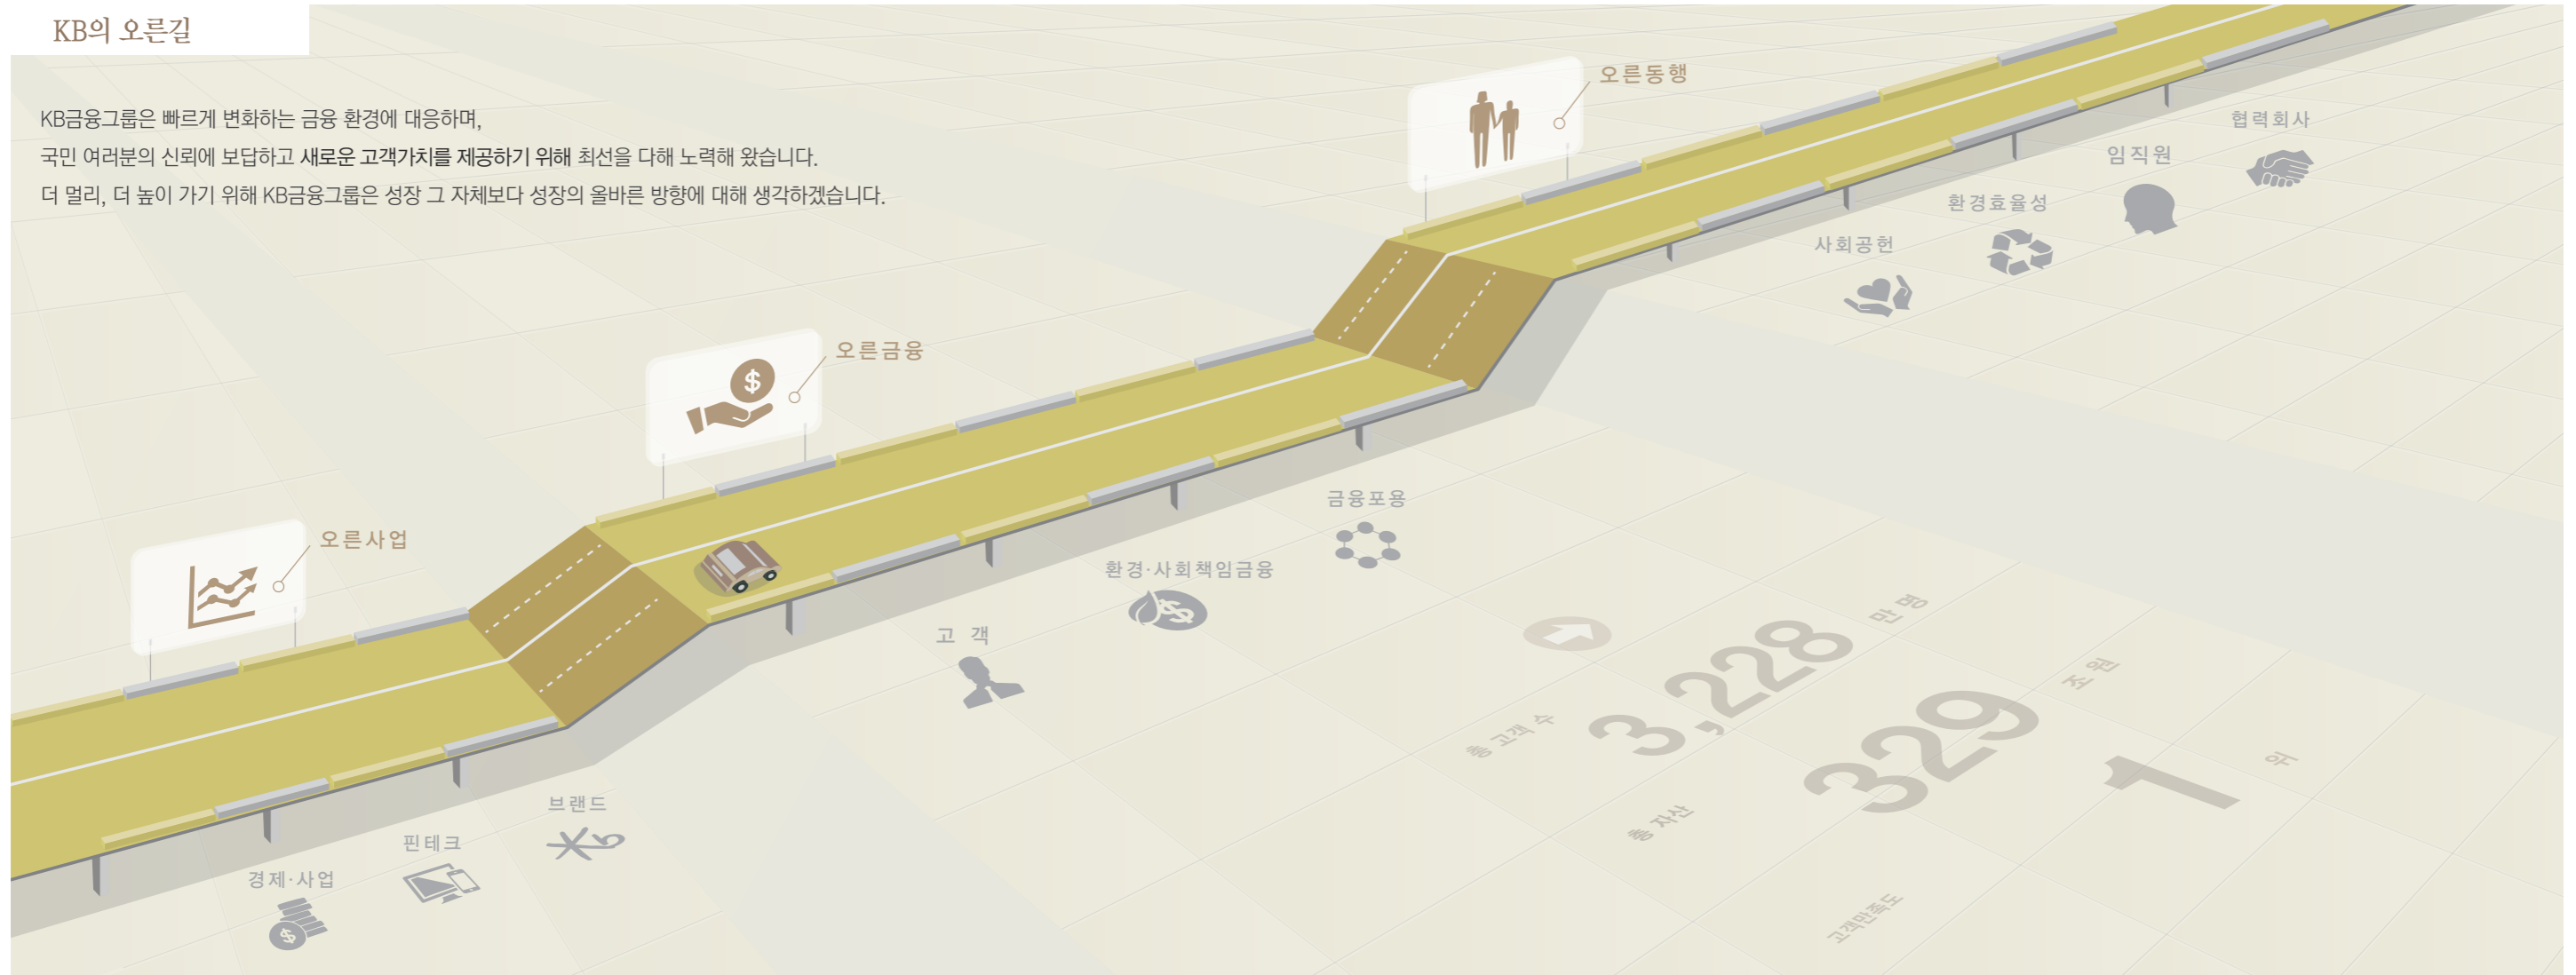 KB의 오른길
KB금융그룹은 빠르게 변화하는 금융 환경에 대응하며,
국민 여러분의 신뢰에 보답하고 새로운 고객가치를 제공하기 위해 최선을 다해 노력해 왔습니다.
더 멀리, 더 높이 가기 위해 KB금융그룹은 성장 그 자체보다 성장의 올바른 방향에 대해 생각하겠습니다.
오른사업
경제·사업
핀테크
브랜드
오른금융
고 객
환경·사회책임금융
금융포용
오른동행
사회공헌
환경효율성
임직원
협력회사
총 고객 수 3,228 만 명
총 자산 329 조 원
고객만족도 1 위